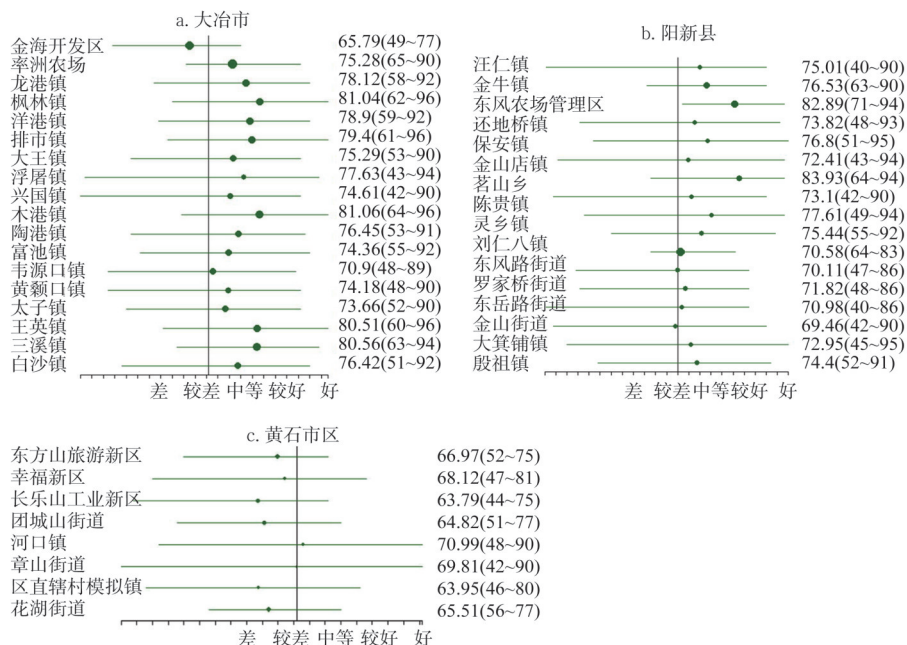 a. 大冶市
金海开发区 65.79(49~77)
率洲农场 75.28(65~90)
龙港镇 78.12(58~92)
枫林镇 81.04(62~96)
洋港镇 78.9(59~92)
排市镇 79.4(61~96)
大王镇 75.29(53~90)
浮屠镇 77.63(43~94)
兴国镇 74.61(42~90)
木港镇 81.06(64~96)
陶港镇 76.45(53~91)
富池镇 74.36(55~92)
韦源口镇 70.9(48~89)
黄颡口镇 74.18(48~90)
太子镇 73.66(52~90)
王英镇 80.51(60~96)
三溪镇 80.56(63~94)
白沙镇 76.42(51~92)
差 较差 中等 较好 好
b. 阳新县
汪仁镇 75.01(40~90)
金牛镇 76.53(63~90)
东风农场管理区 82.89(71~94)
还地桥镇 73.82(48~93)
保安镇 76.8(51~95)
金山店镇 72.41(43~94)
茗山乡 83.93(64~94)
陈贵镇 73.1(42~90)
灵乡镇 77.61(49~94)
刘仁八镇 75.44(55~92)
东风路街道 70.58(64~83)
罗家桥街道 70.11(47~86)
东岳路街道 71.82(48~86)
金山街道 70.98(40~86)
大箕铺镇 69.46(42~90)
殷祖镇 72.95(45~95)
74.4(52~91)
差 较差 中等 较好 好
c. 黄石市区
东方山旅游新区 66.97(52~75)
幸福新区 68.12(47~81)
长乐山工业新区 63.79(44~75)
团城山街道 64.82(51~77)
河口镇 70.99(48~90)
章山街道 69.81(42~90)
区直辖村模拟镇 63.95(46~80)
花湖街道 65.51(56~77)
差 较差 中等 较好 好